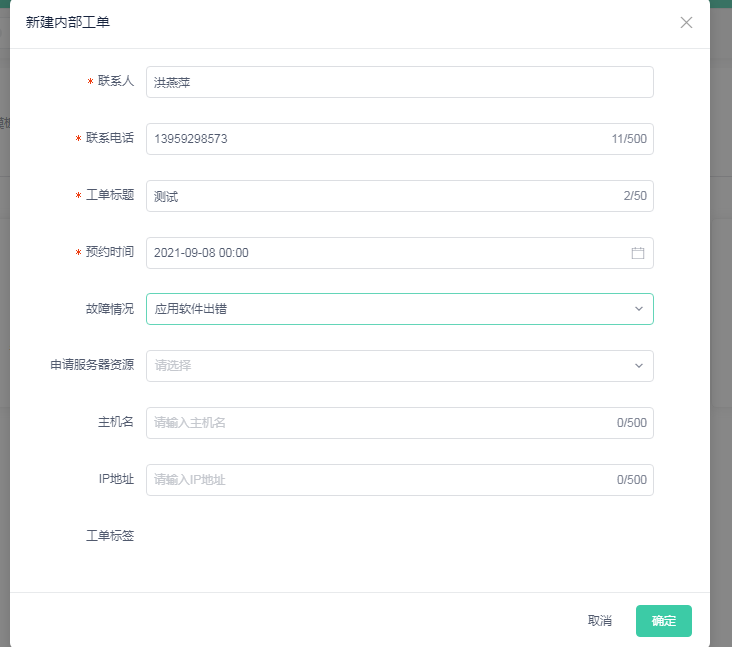 新建内部工单
* 联系人 洪燕萍
* 联系电话 13959298573 11/500
* 工单标题 测试 2/50
* 预约时间 2021-09-08 00:00
故障情况 应用软件出错
申请服务器资源 请选择
主机名 请输入主机名 0/500
IP地址 请输入IP地址 0/500
工单标签
取消 确定